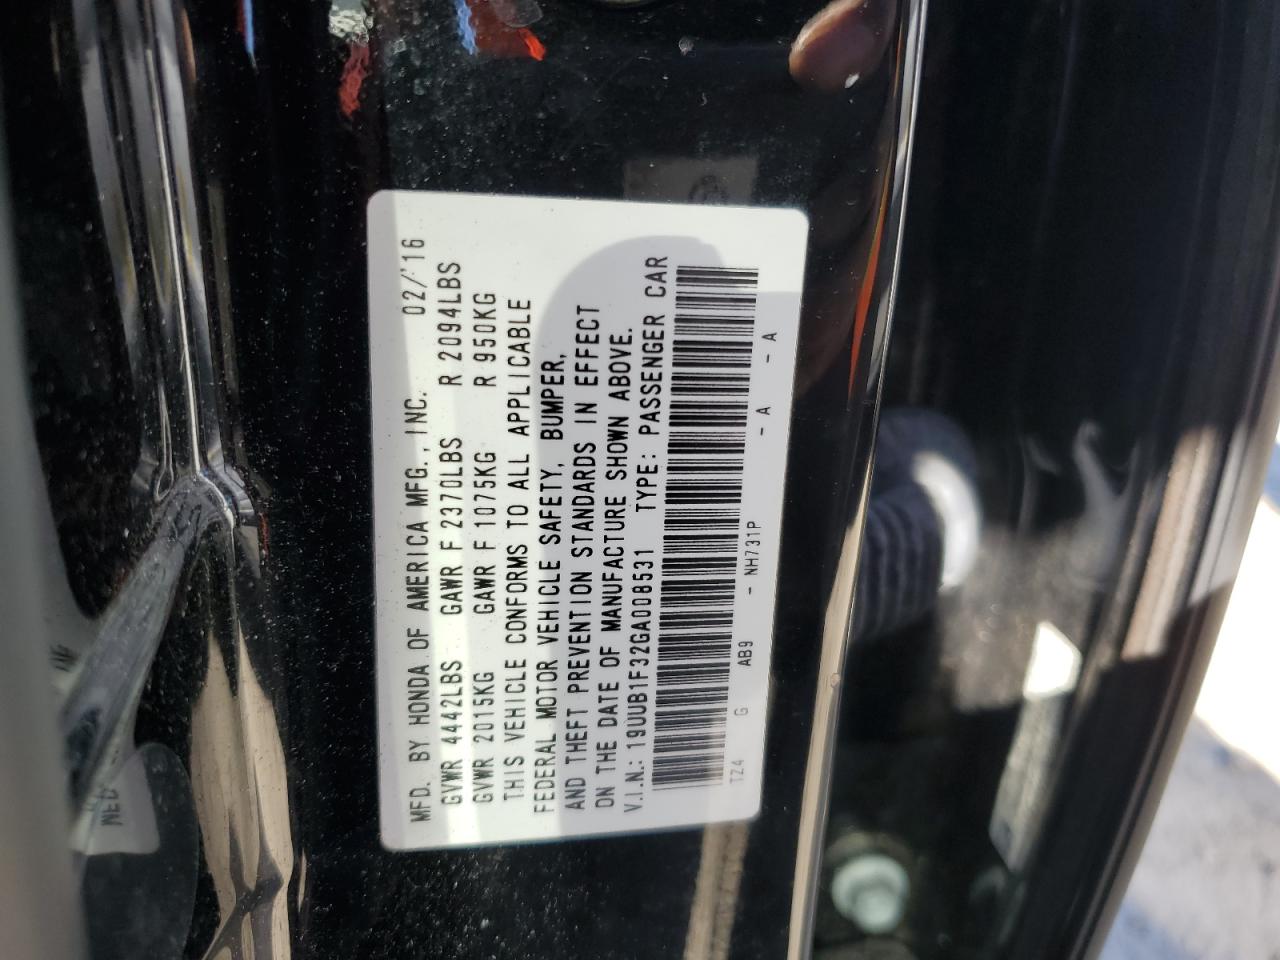 MFD. BY HONDA OF AMERICA MFG., INC. 02/'16
GVWR 4442LBS GAWR F 2370LBS R 2094LBS
GVWR 2015KG GAWR F 1075KG R 950KG
THIS VEHICLE CONFORMS TO ALL APPLICABLE
FEDERAL MOTOR VEHICLE SAFETY, BUMPER,
AND THEFT PREVENTION STANDARDS IN EFFECT
ON THE DATE OF MANUFACTURE SHOWN ABOVE.
V.I.N.: 19UUB1F32GA008531 TYPE: PASSENGER CAR
TZ4 G AB9 - NH731P - A - A